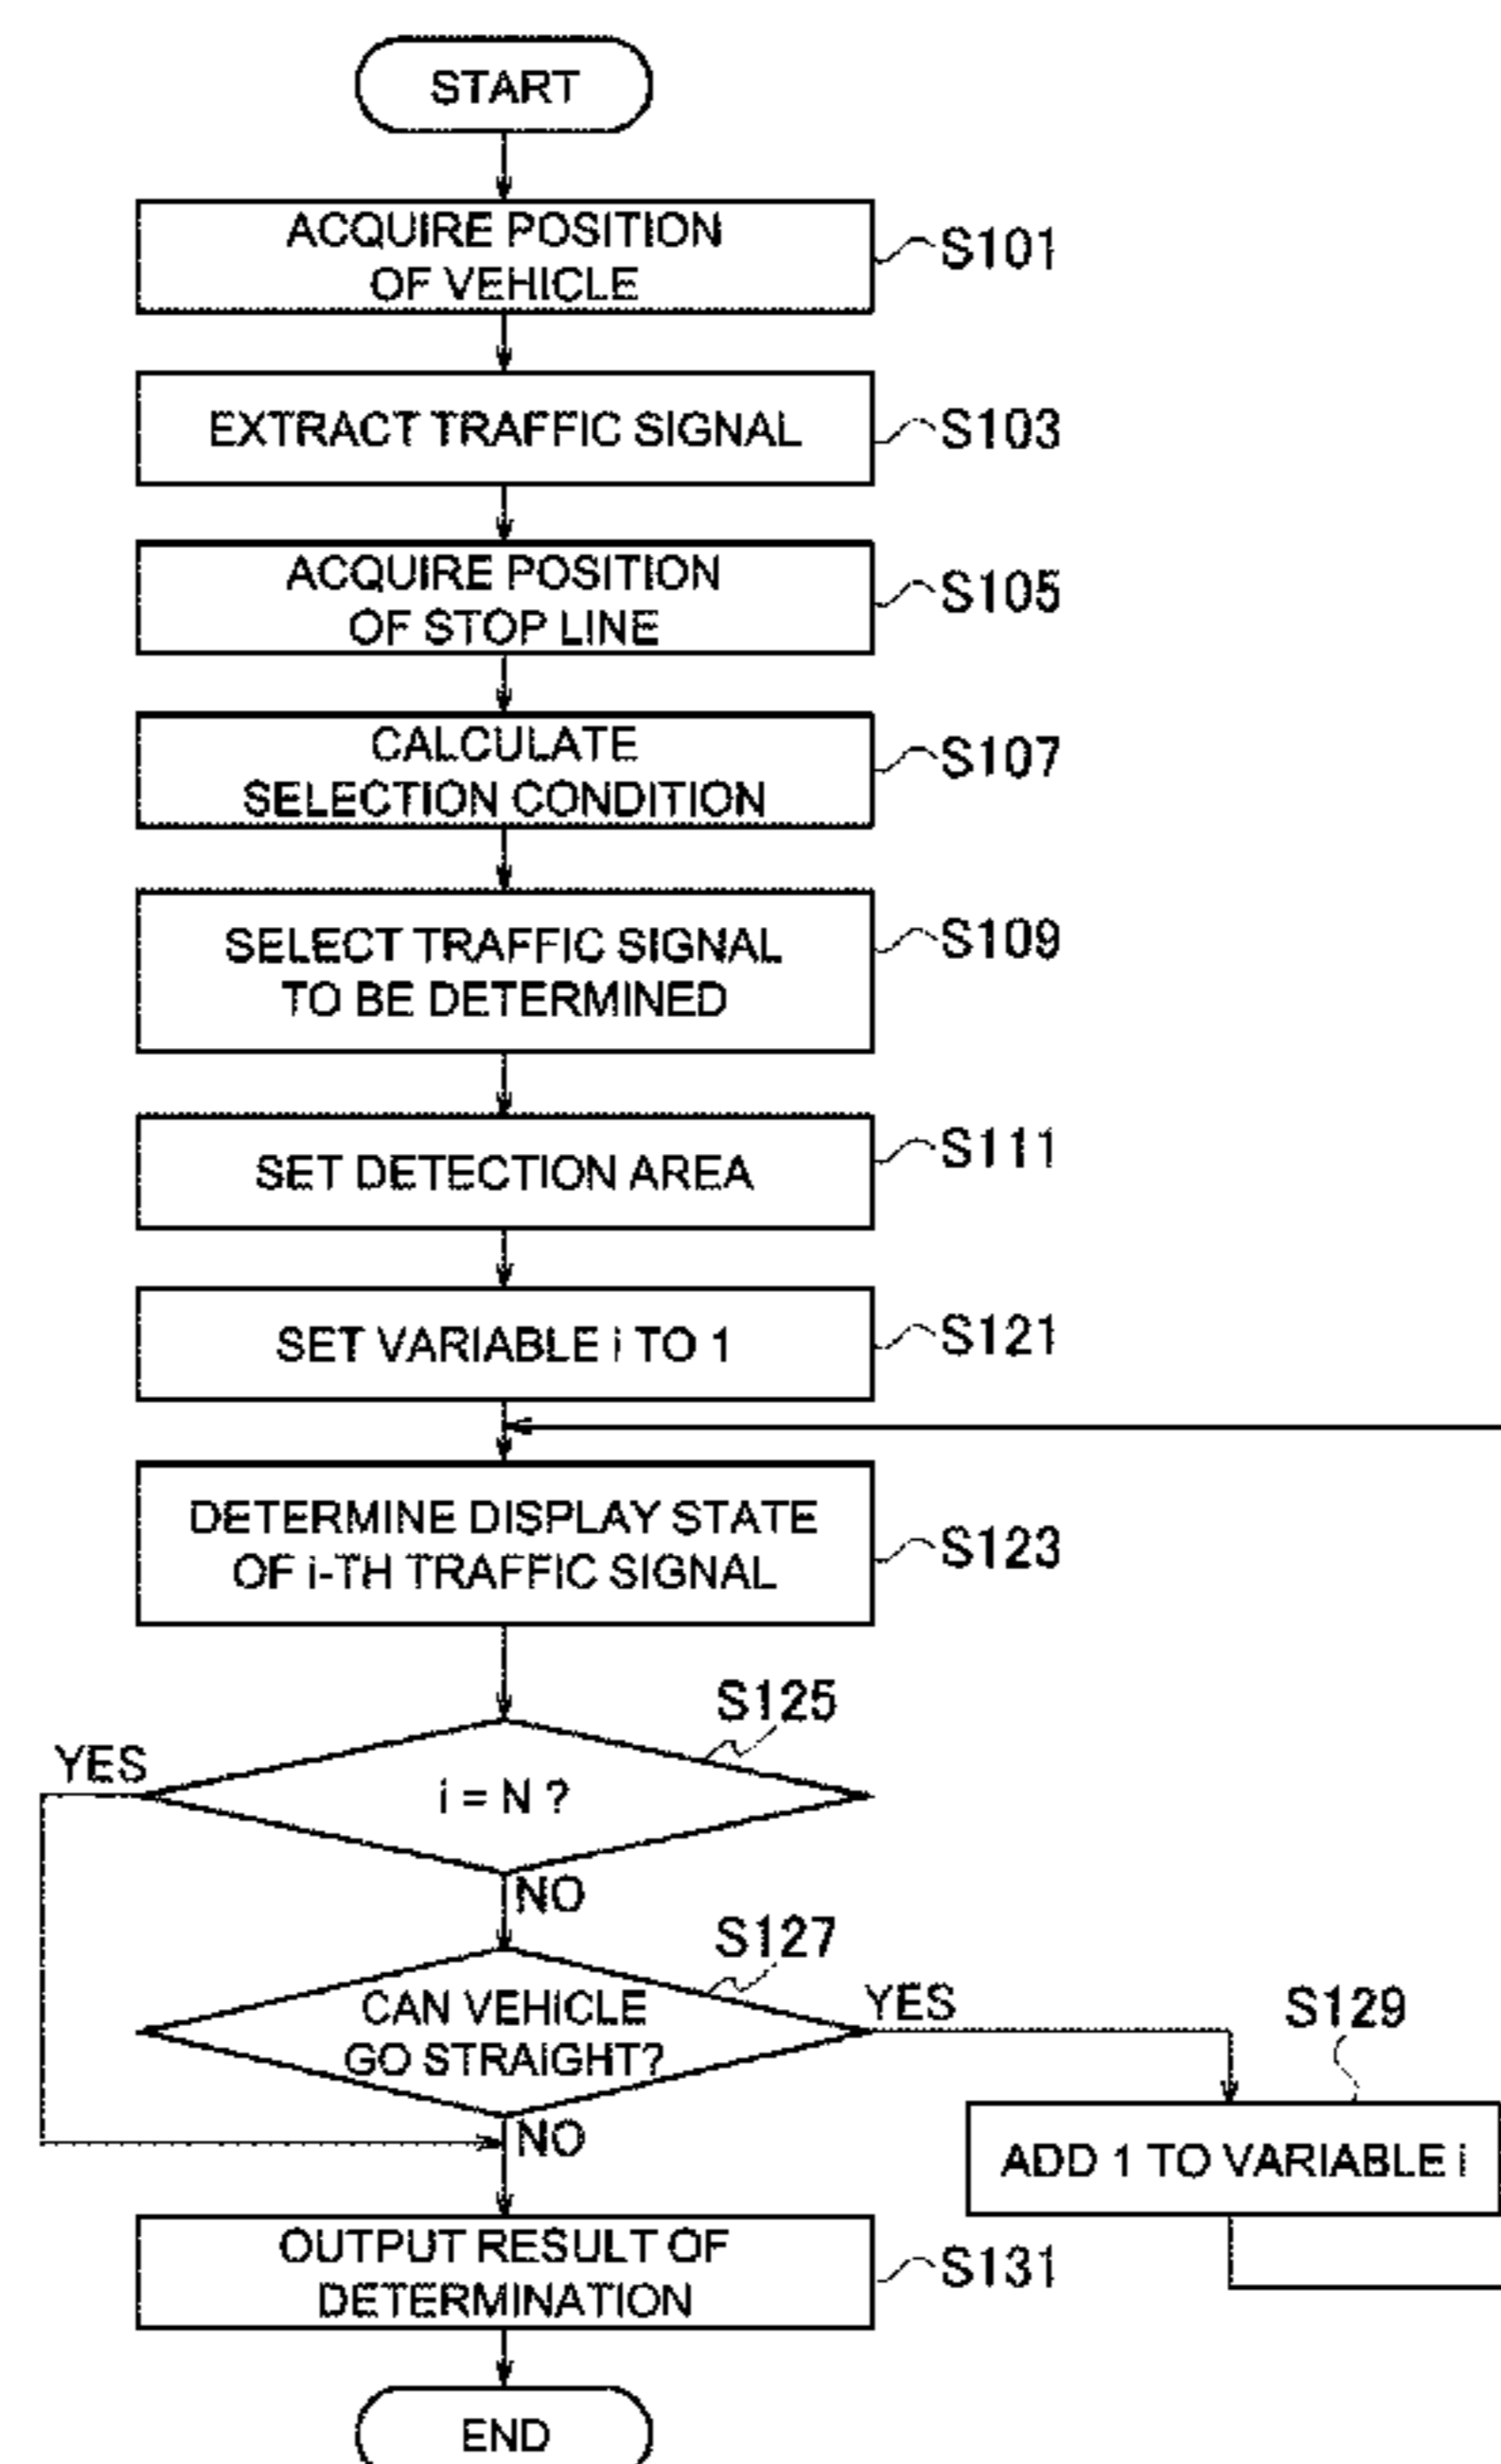 START
ACQUIRE POSITION
OF VEHICLE
S101
EXTRACT TRAFFIC SIGNAL
S103
ACQUIRE POSITION
OF STOP LINE
S105
CALCULATE
SELECTION CONDITION
S107
SELECT TRAFFIC SIGNAL
TO BE DETERMINED
S109
SET DETECTION AREA
S111
SET VARIABLE i TO 1
S121
DETERMINE DISPLAY STATE
OF i-TH TRAFFIC SIGNAL
S123
S125
YES
i = N ?
NO
S127
CAN VEHICLE
GO STRAIGHT?
YES
S129
NO
ADD 1 TO VARIABLE i
OUTPUT RESULT OF
DETERMINATION
S131
END